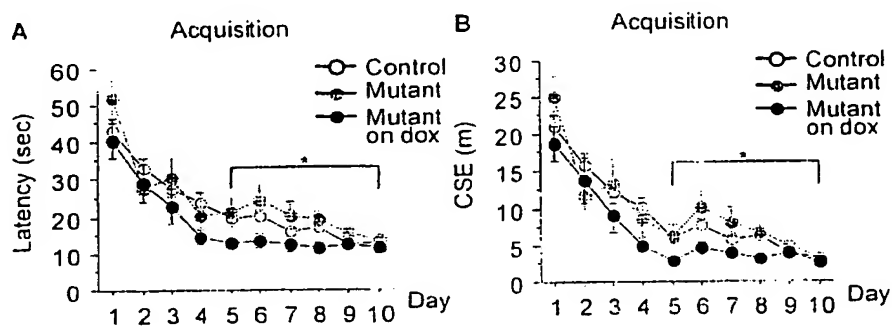 A
Acquisition
Control
Mutant
Mutant
on dox
*
Latency (sec)
60
50
40
30
20
10
0
1 2 3 4 5 6 7 8 9 10
Day
B
Acquisition
Control
Mutant
Mutant
on dox
*
CSE (m)
30
25
20
15
10
5
0
1 2 3 4 5 6 7 8 9 10
Day